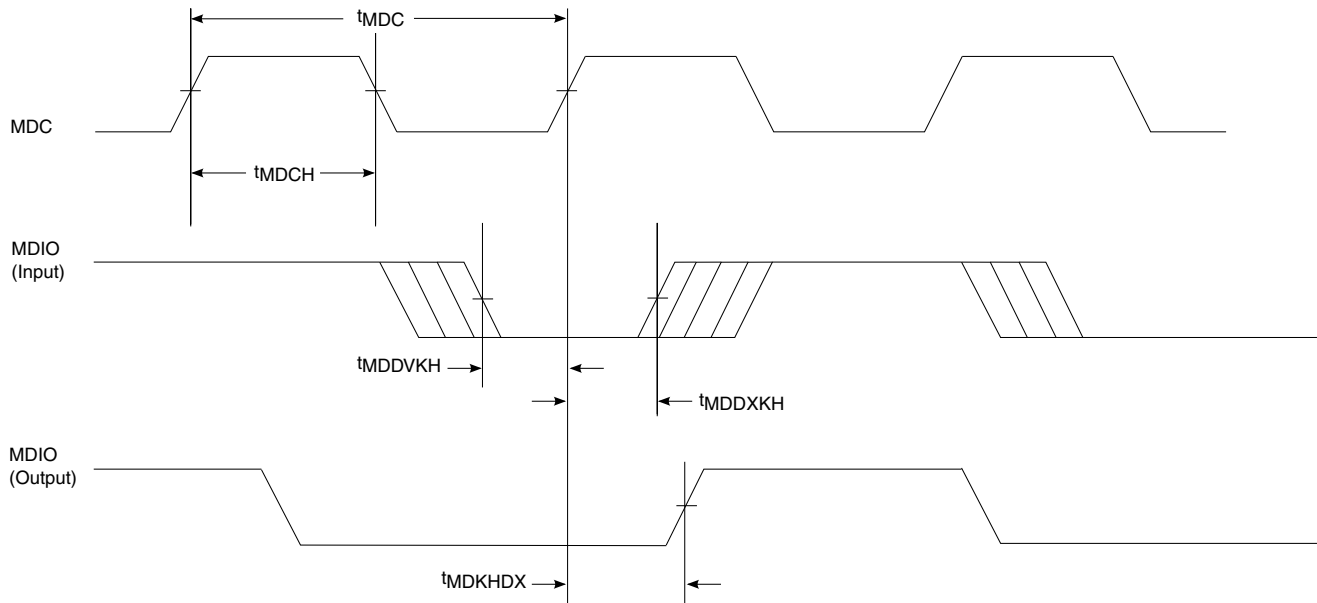 tMDC
MDC
tMDCH
MDIO
(Input)
tMDDVKH
tMDDXKH
MDIO
(Output)
tMDKHDX